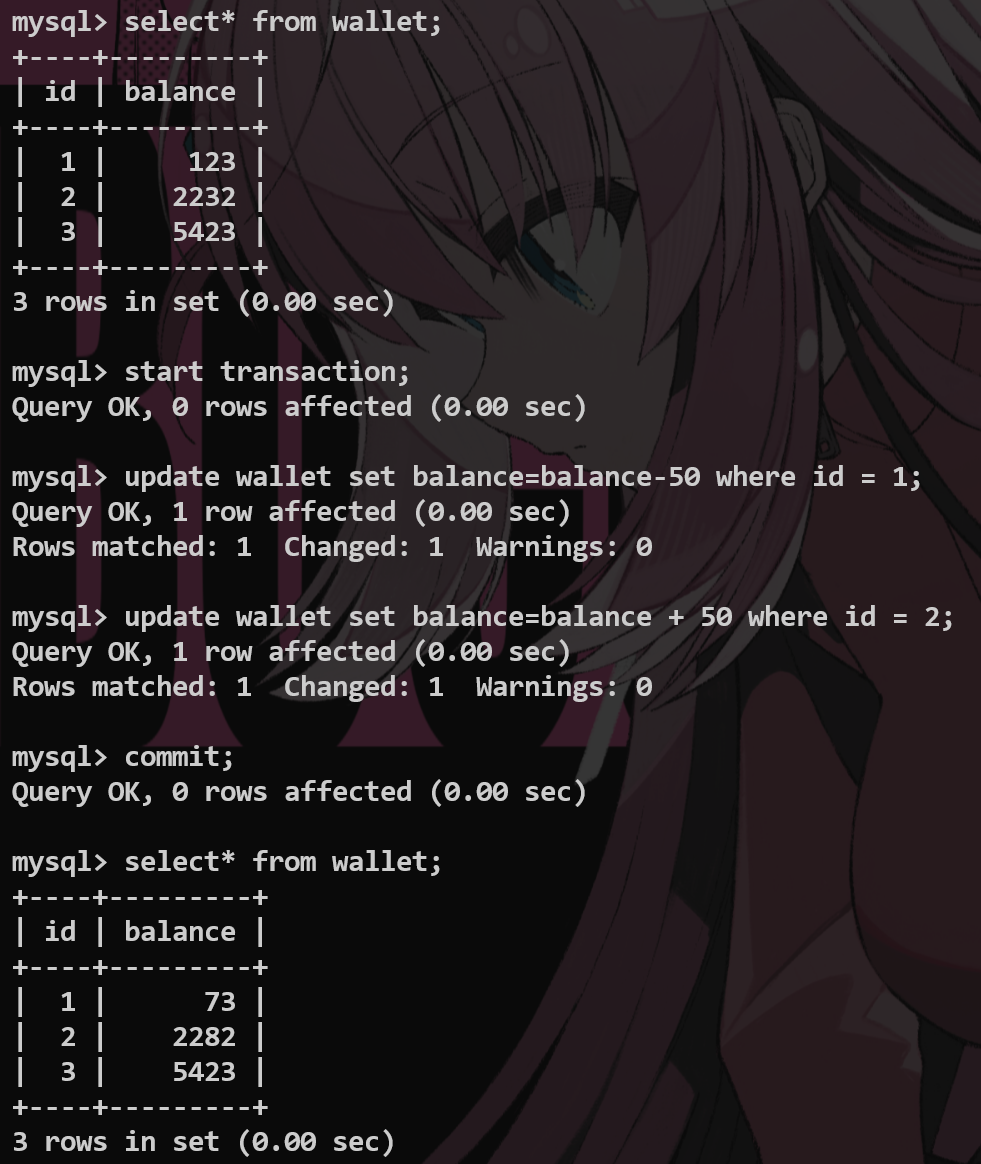 mysql> select* from wallet;
+----+---------+
| id | balance |
+----+---------+
|  1 |     123 |
|  2 |    2232 |
|  3 |    5423 |
+----+---------+
3 rows in set (0.00 sec)

mysql> start transaction;
Query OK, 0 rows affected (0.00 sec)

mysql> update wallet set balance=balance-50 where id = 1;
Query OK, 1 row affected (0.00 sec)
Rows matched: 1  Changed: 1  Warnings: 0

mysql> update wallet set balance=balance + 50 where id = 2;
Query OK, 1 row affected (0.00 sec)
Rows matched: 1  Changed: 1  Warnings: 0

mysql> commit;
Query OK, 0 rows affected (0.00 sec)

mysql> select* from wallet;
+----+---------+
| id | balance |
+----+---------+
|  1 |      73 |
|  2 |    2282 |
|  3 |    5423 |
+----+---------+
3 rows in set (0.00 sec)